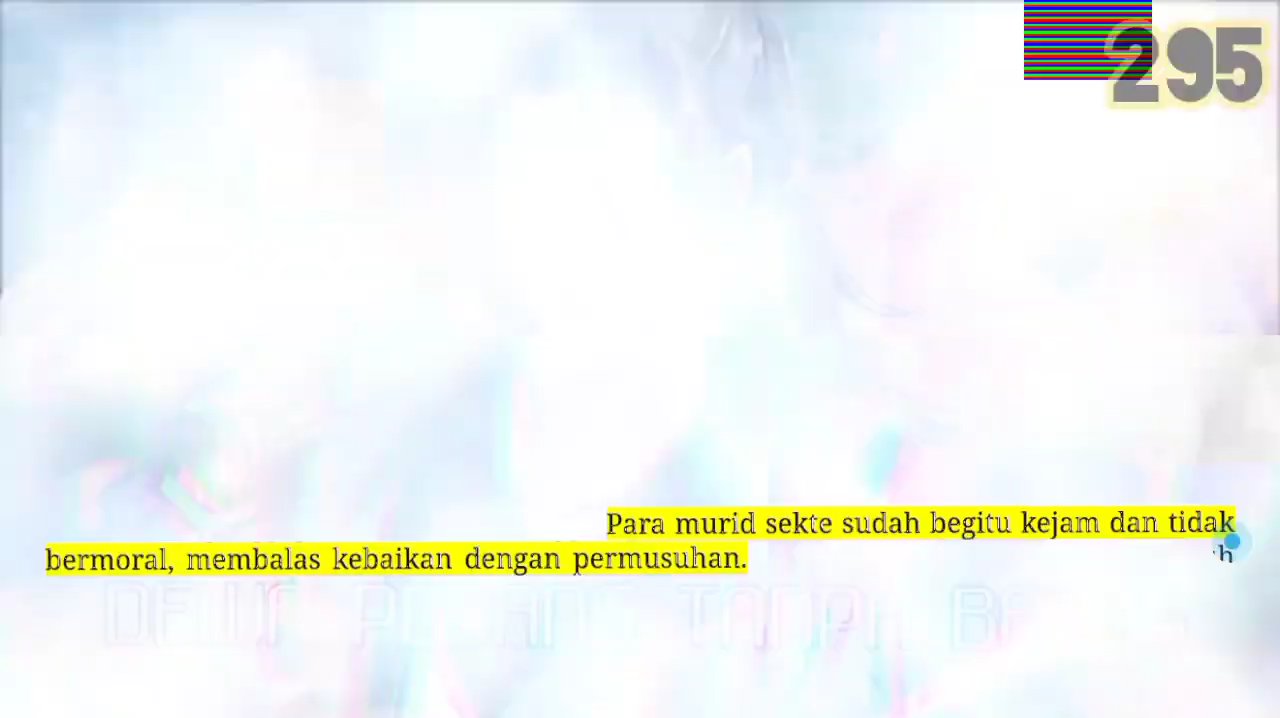 295
Para murid sekte sudah begitu kejam dan tidak
bermoral, membalas kebaikan dengan permusuhan.